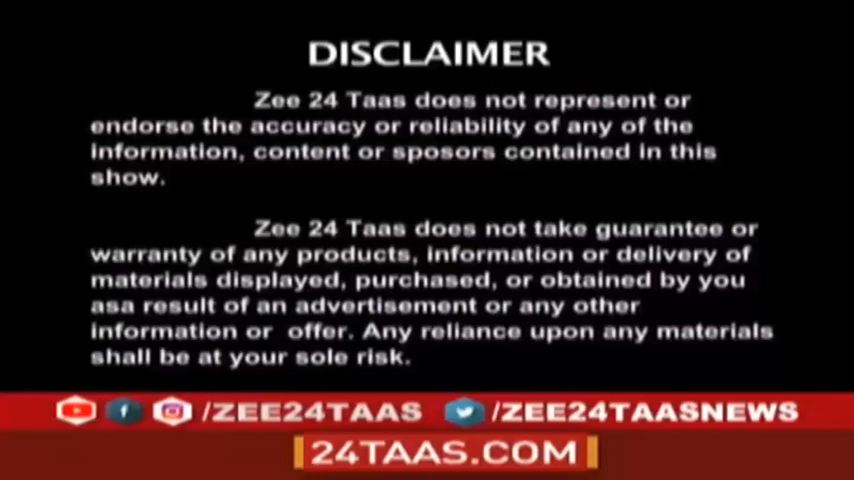 DISCLAIMER
Zee 24 Taas does not represent or
endorse the accuracy or reliability of any of the
information, content or sposors contained in this
show.
Zee 24 Taas does not take guarantee or
warranty of any products, information or delivery of
materials displayed, purchased, or obtained by you
asa result of an advertisement or any other
information or offer. Any reliance upon any materials
shall be at your sole risk.
/ZEE24TAAS /ZEE24TAASNEWS
24TAAS.COM